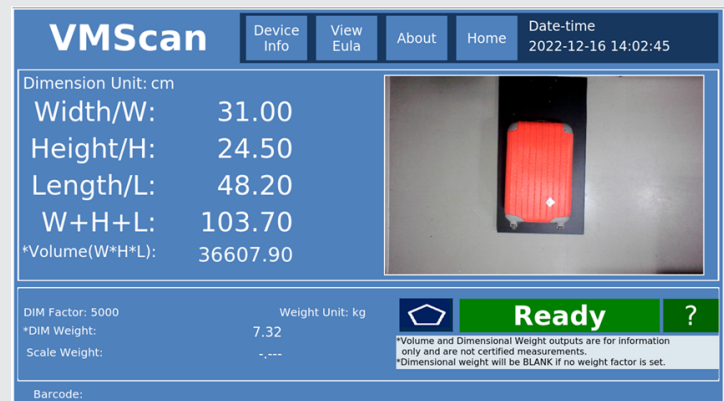 VMScan
Device Info
View Eula
About
Home
Date-time
2022-12-16 14:02:45
Dimension Unit: cm
Width/W: 31.00
Height/H: 24.50
Length/L: 48.20
W+H+L: 103.70
*Volume(W*H*L): 36607.90
DIM Factor: 5000
Weight Unit: kg
*DIM Weight: 7.32
Scale Weight: -.---
Ready
?
*Volume and Dimensional Weight outputs are for information
only and are not certified measurements.
*Dimensional weight will be BLANK if no weight factor is set.
Barcode: